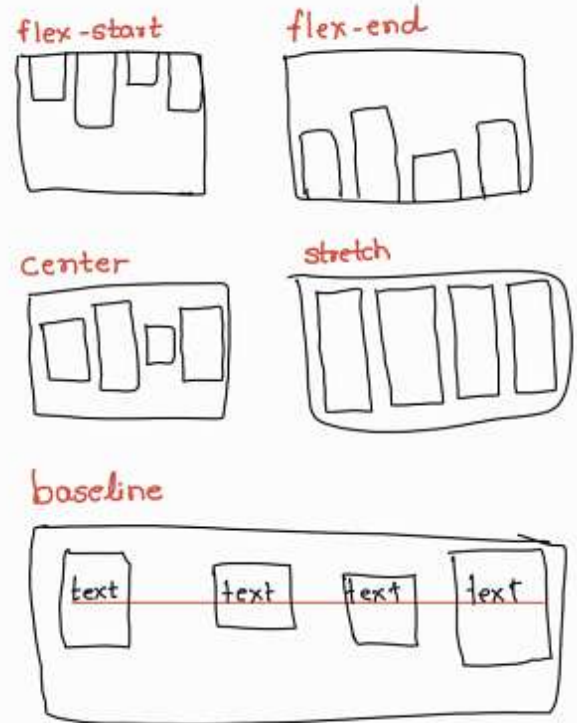 flex-start
flex-end
center
stretch
baseline
text text text text